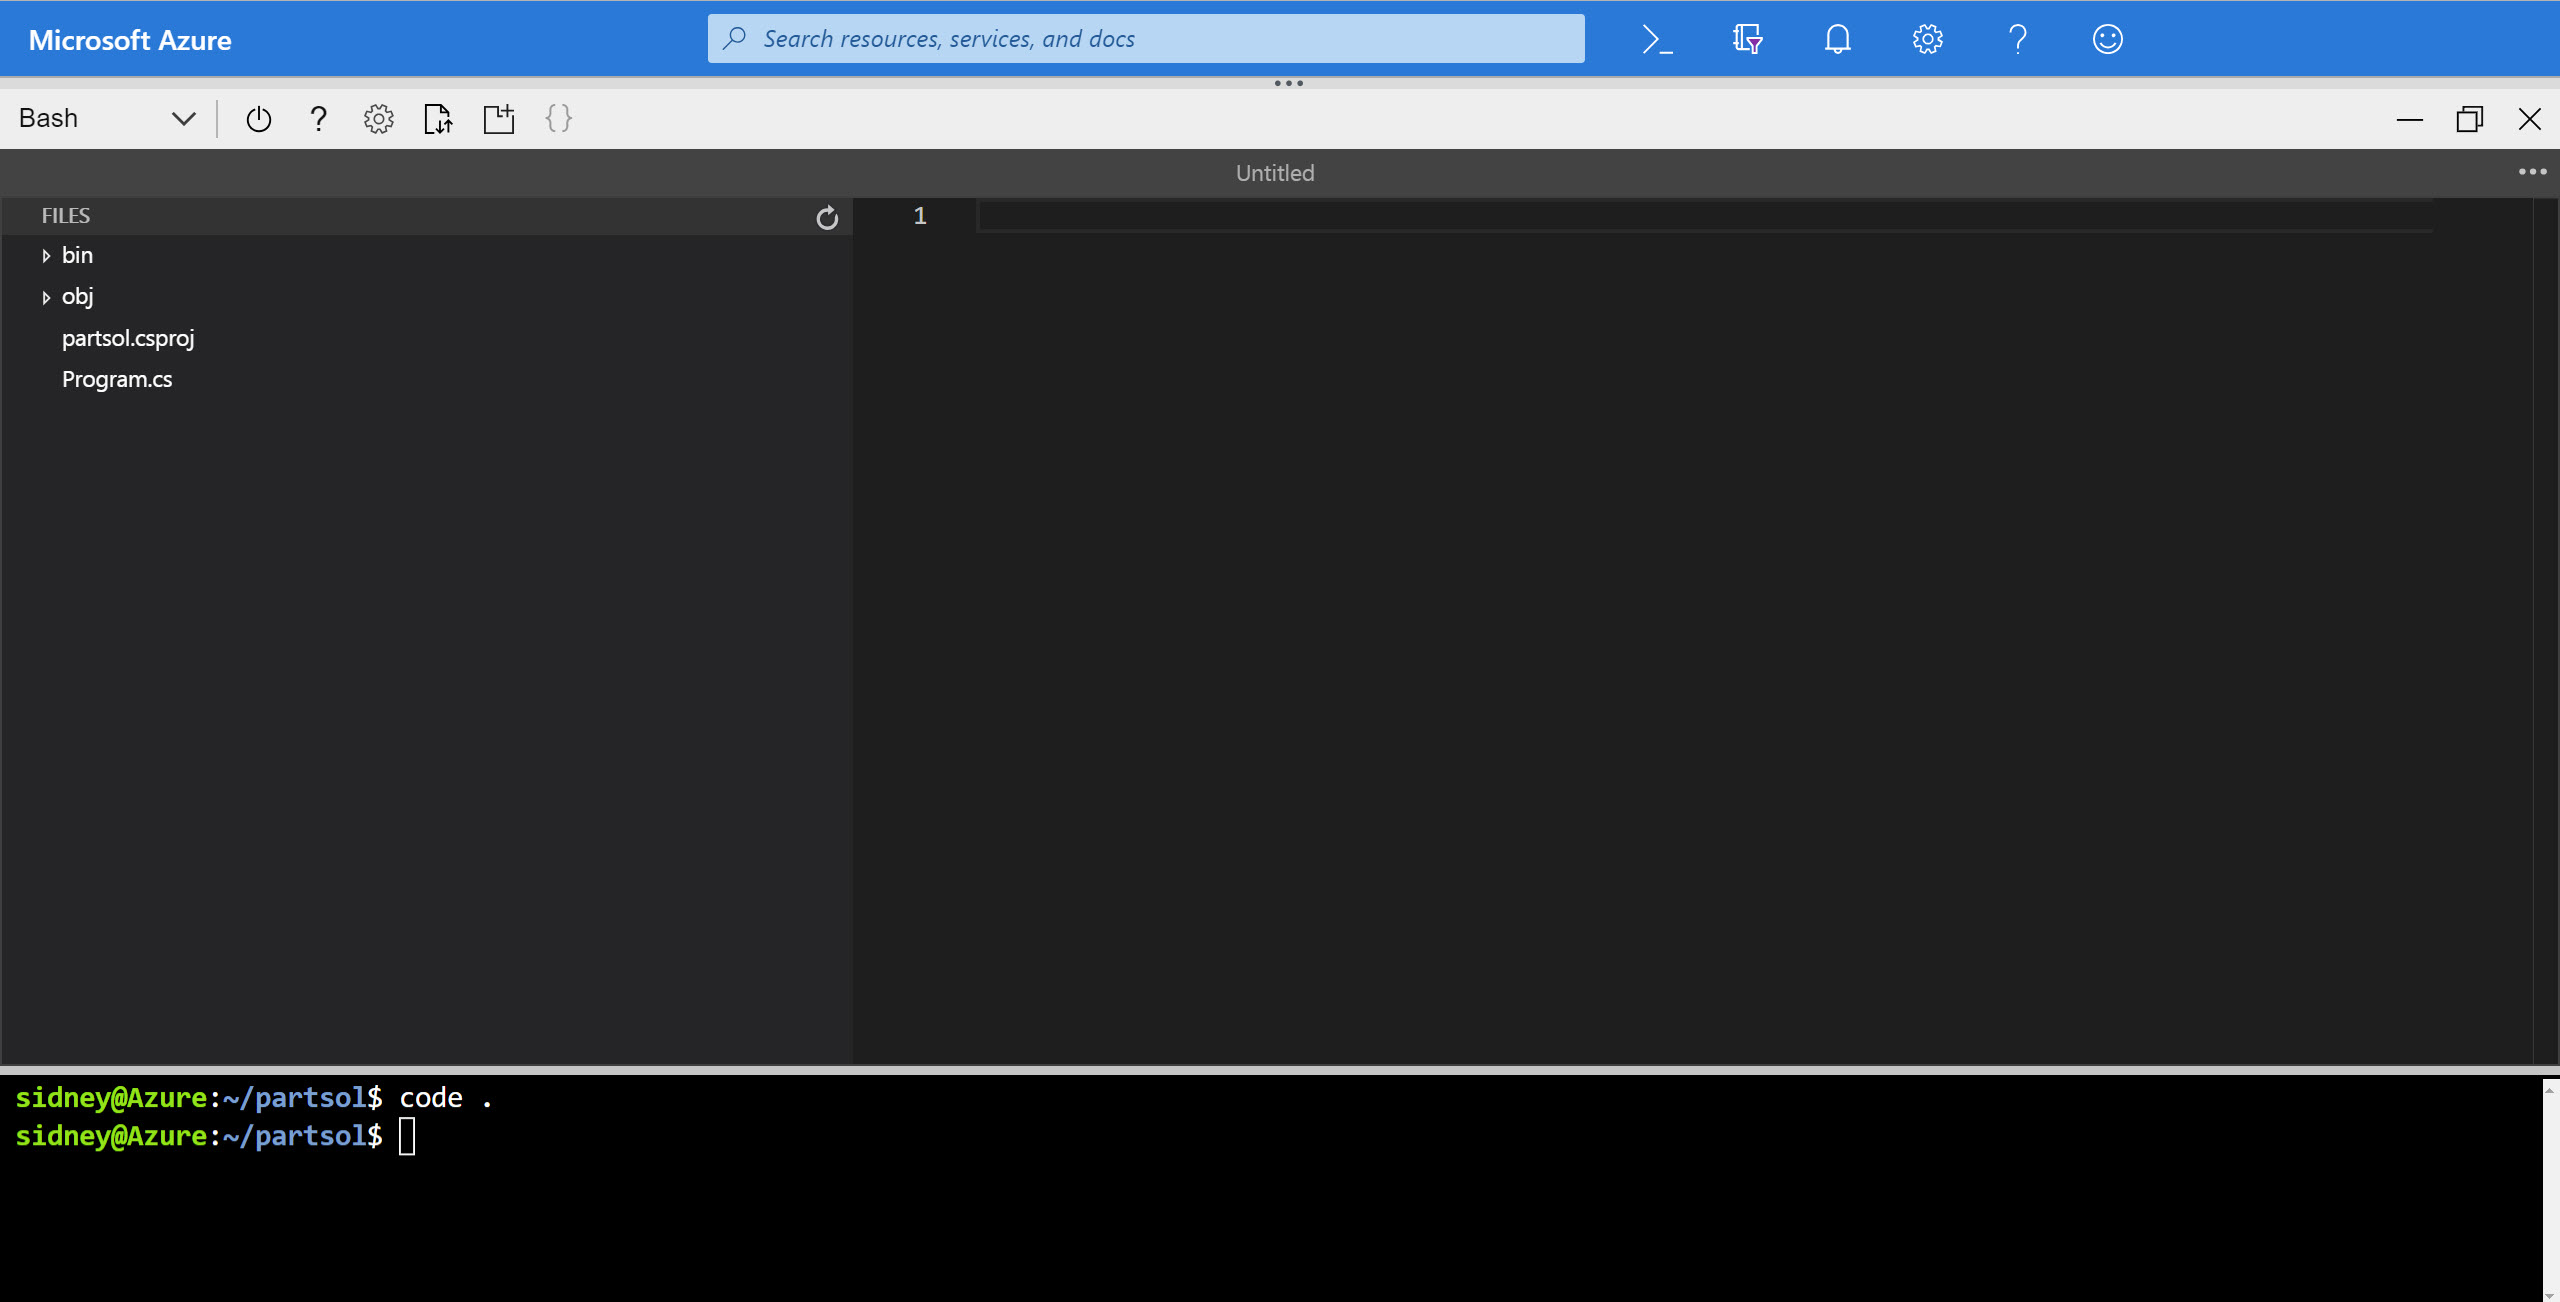 Microsoft Azure
Search resources, services, and docs
Bash
Untitled
FILES
bin
obj
partsol.csproj
Program.cs
1
sidney@Azure:~/partsol$ code .
sidney@Azure:~/partsol$